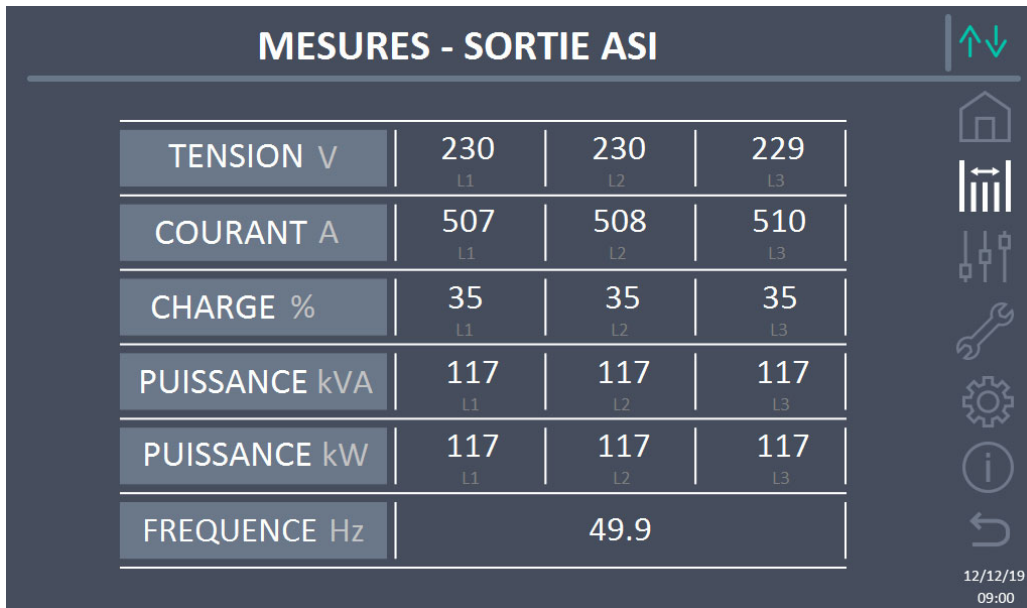 MESURES - SORTIE ASI
TENSION V 230 230 229
L1 L2 L3
COURANT A 507 508 510
L1 L2 L3
CHARGE % 35 35 35
L1 L2 L3
PUISSANCE kVA 117 117 117
L1 L2 L3
PUISSANCE kW 117 117 117
L1 L2 L3
FREQUENCE Hz 49.9
12/12/19
09:00